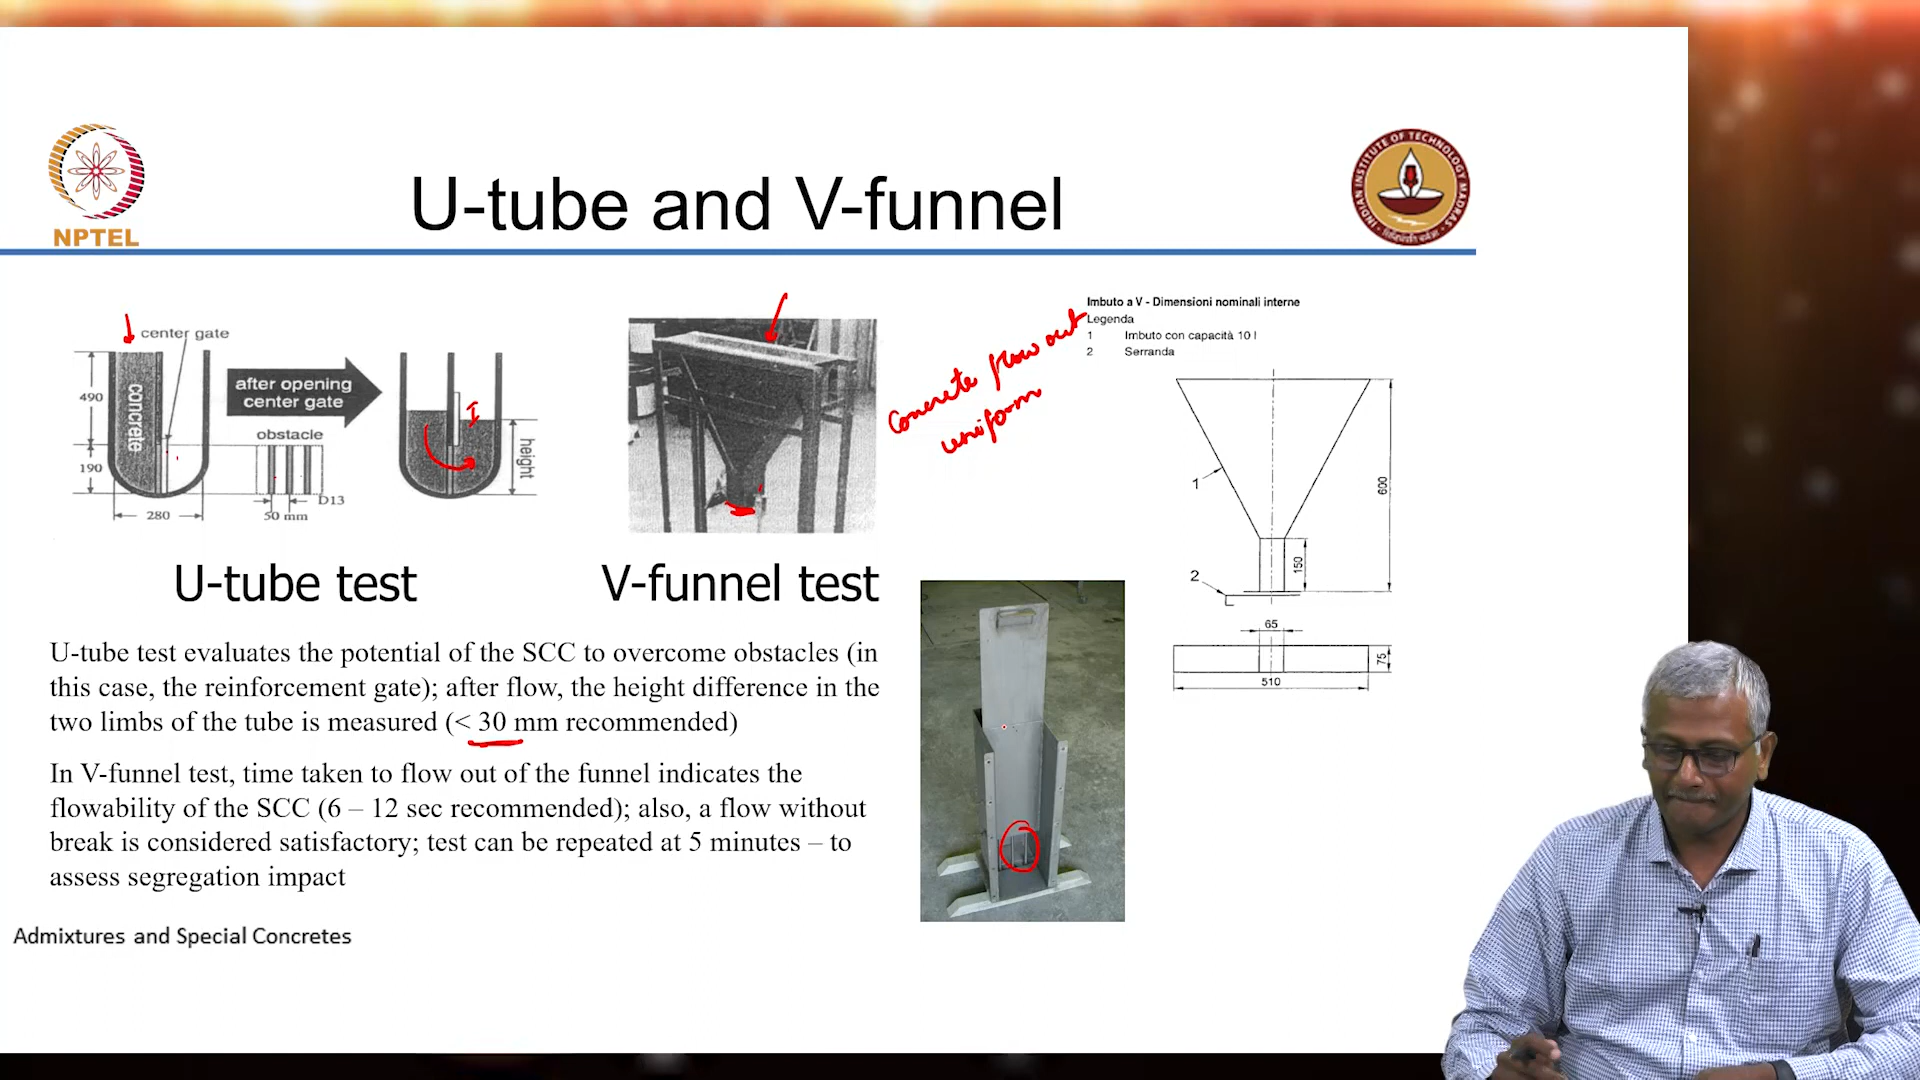 NPTEL
U-tube and V-funnel
INDIAN INSTITUTE OF TECHNOLOGY MADRAS
center gate
concrete
490
190
280
after opening
center gate
obstacle
D13
50 mm
height
I
Concrete flow out
uniform
Imbuto a V - Dimensioni nominali interne
Legenda
1 Imbuto con capacità 10 l
2 Serranda
1
600
150
2
65
75
510
U-tube test
V-funnel test
U-tube test evaluates the potential of the SCC to overcome obstacles (in
this case, the reinforcement gate); after flow, the height difference in the
two limbs of the tube is measured (< 30 mm recommended)
In V-funnel test, time taken to flow out of the funnel indicates the
flowability of the SCC (6 – 12 sec recommended); also, a flow without
break is considered satisfactory; test can be repeated at 5 minutes – to
assess segregation impact
Admixtures and Special Concretes